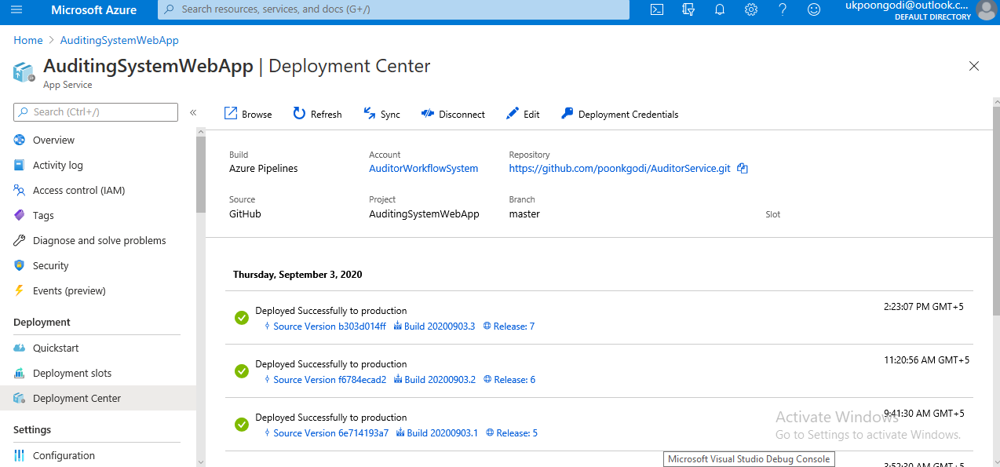 Microsoft Azure
Search resources, services, and docs (G+/)
ukpoongodi@outlook.c...
DEFAULT DIRECTORY
Home > AuditingSystemWebApp
AuditingSystemWebApp | Deployment Center
App Service
Search (Ctrl+/)
«
Overview
Activity log
Access control (IAM)
Tags
Diagnose and solve problems
Security
Events (preview)
Deployment
Quickstart
Deployment slots
Deployment Center
Settings
Configuration
Browse Refresh Sync Disconnect Edit Deployment Credentials
Build Account Repository
Azure Pipelines AuditorWorkflowSystem https://github.com/poonkgodi/AuditorService.git
Source Project Branch
GitHub AuditingSystemWebApp master Slot
Thursday, September 3, 2020
Deployed Successfully to production 2:23:07 PM GMT+5
Source Version b303d014ff Build 20200903.3 Release: 7
Deployed Successfully to production 11:20:56 AM GMT+5
Source Version f6784ecad2 Build 20200903.2 Release: 6
Deployed Successfully to production 9:41:30 AM GMT+5
Source Version 6e714193a7 Build 20200903.1 Release: 5
Activate Windows
Go to Settings to activate Windows.
Microsoft Visual Studio Debug Console
3:52:30 AM GMT+5